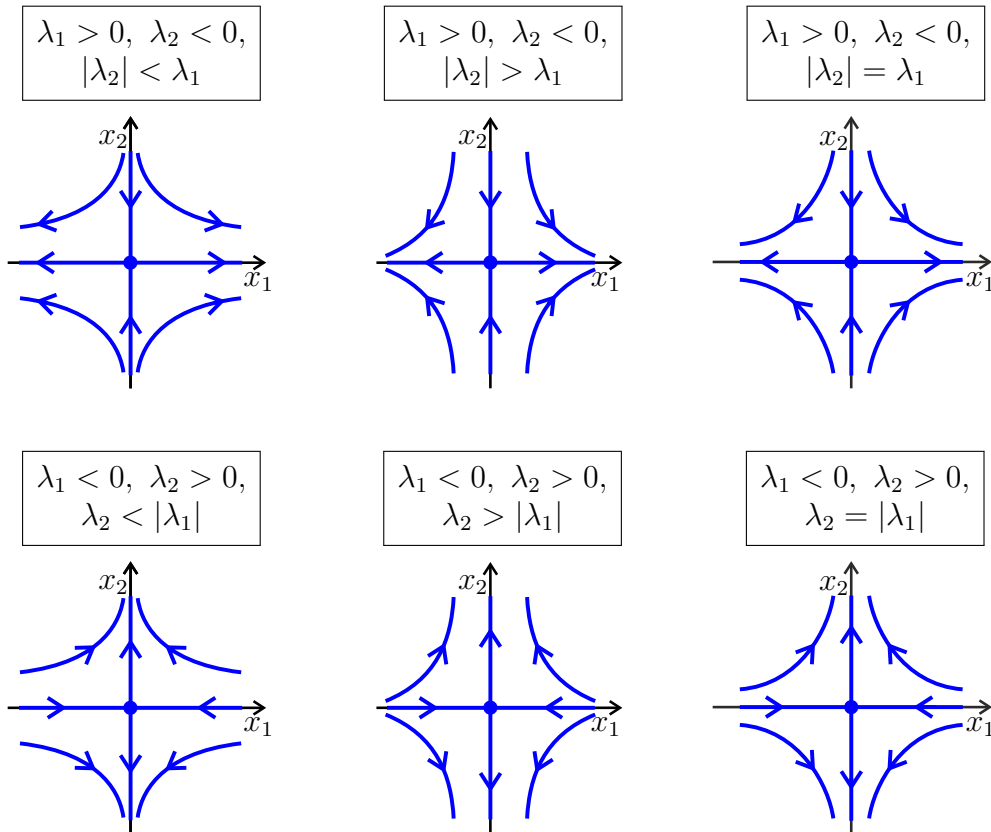 λ₁ > 0, λ₂ < 0,
|λ₂| < λ₁
λ₁ > 0, λ₂ < 0,
|λ₂| > λ₁
λ₁ > 0, λ₂ < 0,
|λ₂| = λ₁
x₂
x₁
x₂
x₁
x₂
x₁
λ₁ < 0, λ₂ > 0,
λ₂ < |λ₁|
λ₁ < 0, λ₂ > 0,
λ₂ > |λ₁|
λ₁ < 0, λ₂ > 0,
λ₂ = |λ₁|
x₂
x₁
x₂
x₁
x₂
x₁